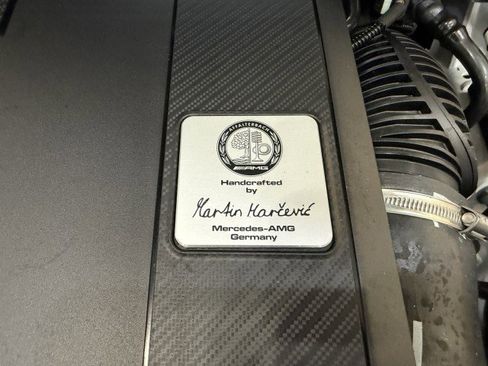 AFFALTERBACH
AMG
Handcrafted
by
Martin Marčević
Mercedes-AMG
Germany